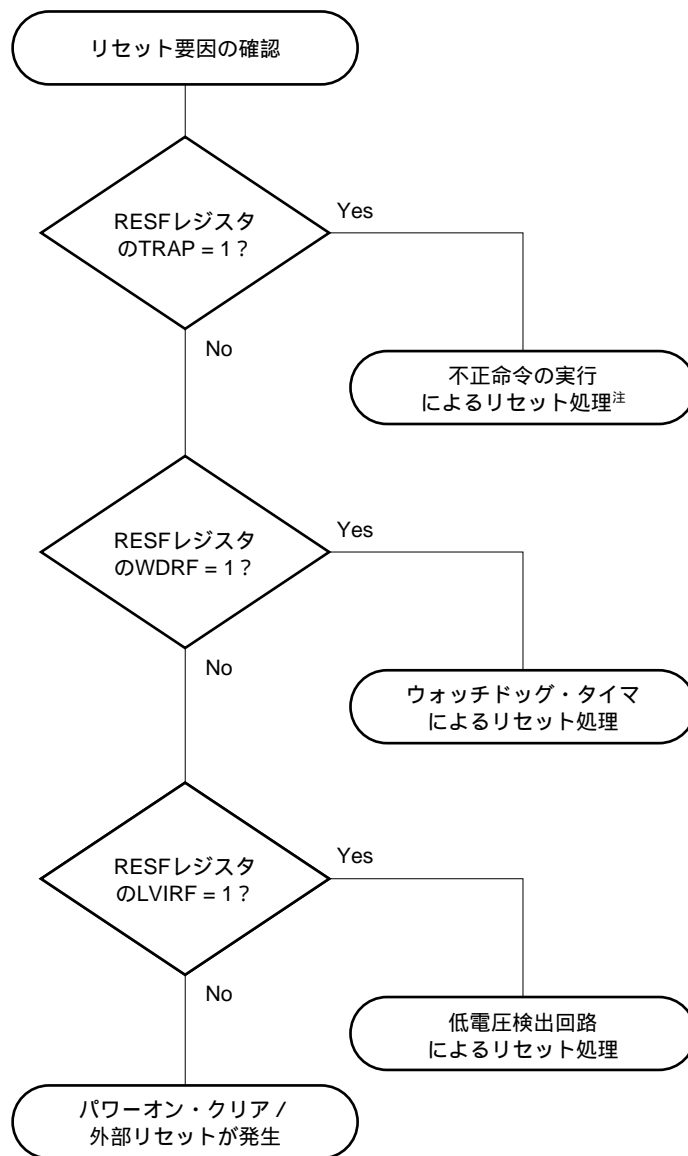 リセット要因の確認
RESFレジスタ
のTRAP = 1？
Yes
No
不正命令の実行
によるリセット処理注
RESFレジスタ
のWDRF = 1？
Yes
No
ウォッチドッグ・タイマ
によるリセット処理
RESFレジスタ
のLVIRF = 1？
Yes
No
低電圧検出回路
によるリセット処理
パワーオン・クリア /
外部リセットが発生